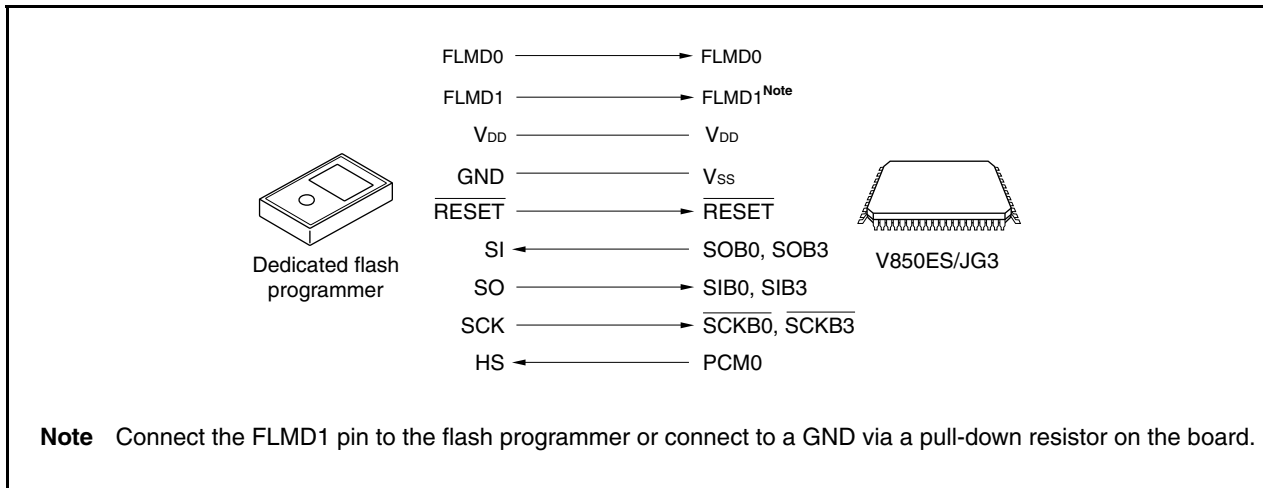 FLMD0 FLMD0
FLMD1 FLMD1Note
VDD VDD
GND VSS
RESET RESET
SI SOB0, SOB3
SO SIB0, SIB3
SCK SCKB0, SCKB3
HS PCM0
Dedicated flash
programmer
V850ES/JG3
Note Connect the FLMD1 pin to the flash programmer or connect to a GND via a pull-down resistor on the board.